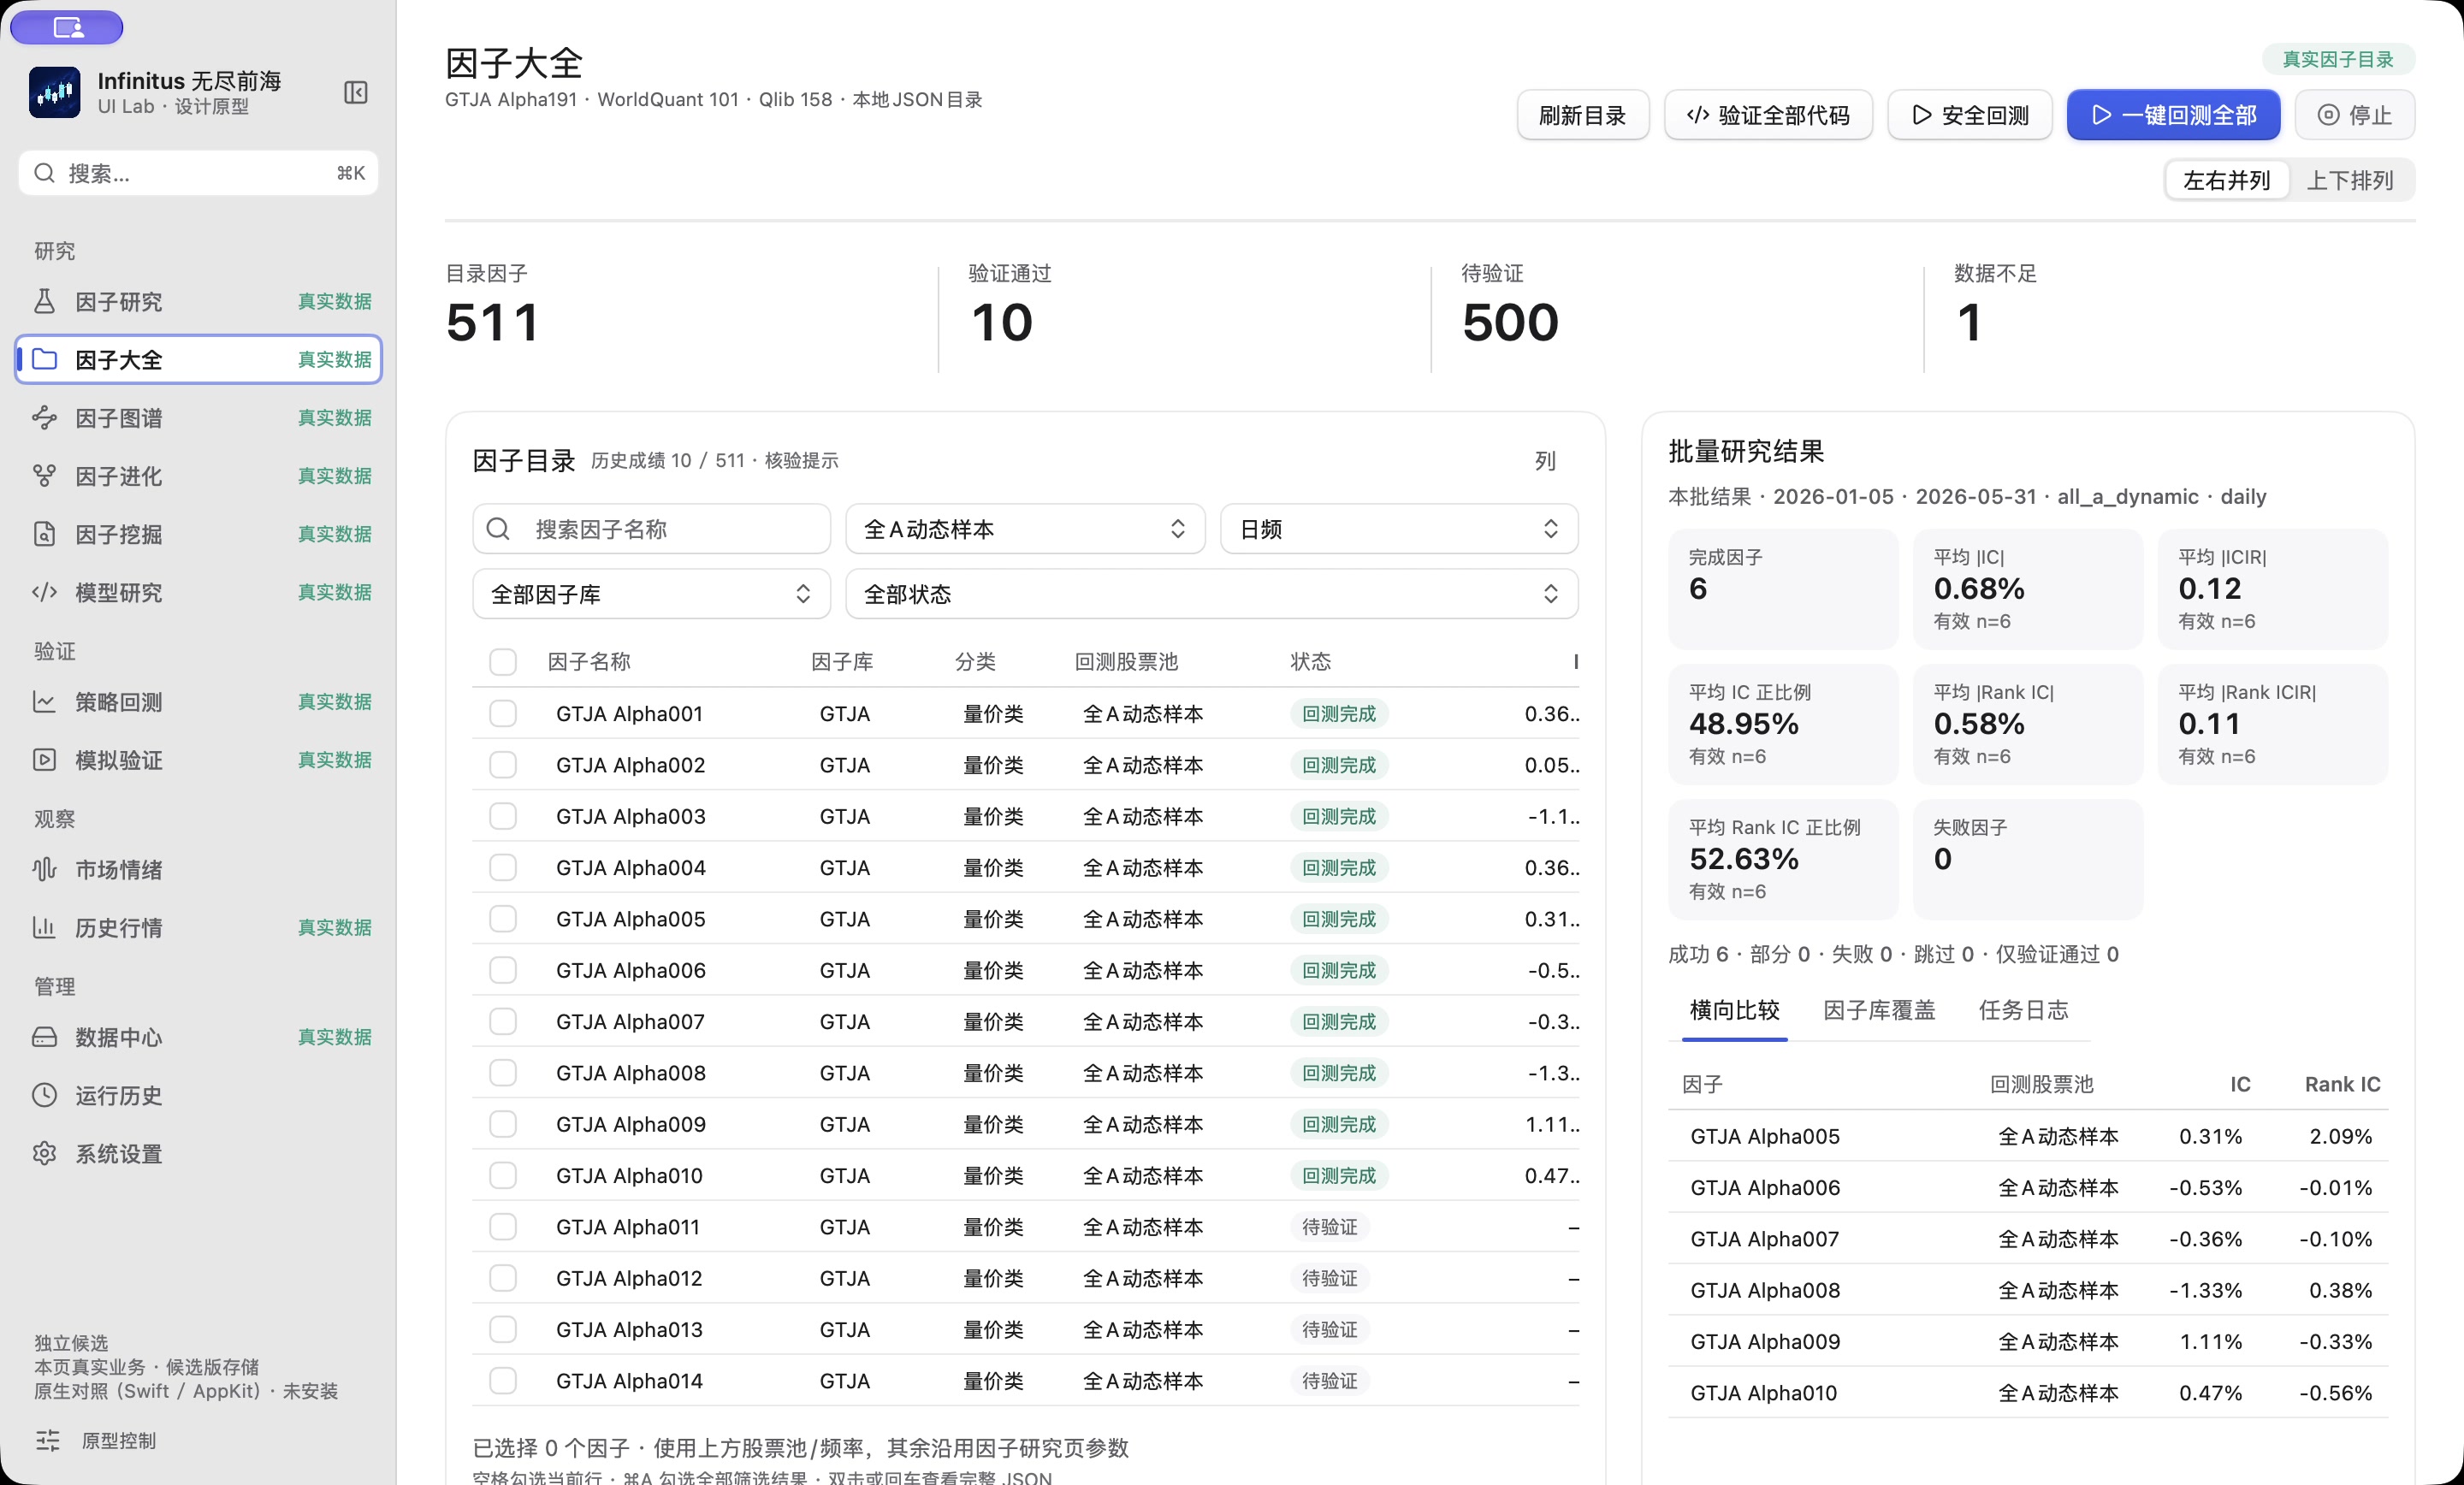 Infinitus 无尽前海
UI Lab · 设计原型
搜索... ⌘K
研究
因子研究 真实数据
因子大全 真实数据
因子图谱 真实数据
因子进化 真实数据
因子挖掘 真实数据
模型研究 真实数据
验证
策略回测 真实数据
模拟验证 真实数据
观察
市场情绪
历史行情 真实数据
管理
数据中心 真实数据
运行历史
系统设置
独立候选
本页真实业务 · 候选版存储
原生对照 (Swift / AppKit) · 未安装
原型控制
因子大全
GTJA Alpha191 · WorldQuant 101 · Qlib 158 · 本地JSON目录
真实因子目录
刷新目录 验证全部代码 安全回测 一键回测全部 停止
左右并列 上下排列
目录因子 验证通过 待验证 数据不足
511 10 500 1
因子目录 历史成绩 10 / 511 · 核验提示 列
搜索因子名称 全A动态样本 日频
全部因子库 全部状态
因子名称 因子库 分类 回测股票池 状态 I
GTJA Alpha001 GTJA 量价类 全A动态样本 回测完成 0.36..
GTJA Alpha002 GTJA 量价类 全A动态样本 回测完成 0.05..
GTJA Alpha003 GTJA 量价类 全A动态样本 回测完成 -1.1..
GTJA Alpha004 GTJA 量价类 全A动态样本 回测完成 0.36..
GTJA Alpha005 GTJA 量价类 全A动态样本 回测完成 0.31..
GTJA Alpha006 GTJA 量价类 全A动态样本 回测完成 -0.5..
GTJA Alpha007 GTJA 量价类 全A动态样本 回测完成 -0.3..
GTJA Alpha008 GTJA 量价类 全A动态样本 回测完成 -1.3..
GTJA Alpha009 GTJA 量价类 全A动态样本 回测完成 1.11..
GTJA Alpha010 GTJA 量价类 全A动态样本 回测完成 0.47..
GTJA Alpha011 GTJA 量价类 全A动态样本 待验证 –
GTJA Alpha012 GTJA 量价类 全A动态样本 待验证 –
GTJA Alpha013 GTJA 量价类 全A动态样本 待验证 –
GTJA Alpha014 GTJA 量价类 全A动态样本 待验证 –
已选择 0 个因子 · 使用上方股票池/频率，其余沿用因子研究页参数
空格勾选当前行 · ⌘A 勾选全部筛选结果 · 双击或回车查看完整 JSON
批量研究结果
本批结果 · 2026-01-05 · 2026-05-31 · all_a_dynamic · daily
完成因子 平均 |IC| 平均 |ICIR|
6 0.68% 0.12
有效 n=6 有效 n=6
平均 IC 正比例 平均 |Rank IC| 平均 |Rank ICIR|
48.95% 0.58% 0.11
有效 n=6 有效 n=6 有效 n=6
平均 Rank IC 正比例 失败因子
52.63% 0
有效 n=6
成功 6 · 部分 0 · 失败 0 · 跳过 0 · 仅验证通过 0
横向比较 因子库覆盖 任务日志
因子 回测股票池 IC Rank IC
GTJA Alpha005 全A动态样本 0.31% 2.09%
GTJA Alpha006 全A动态样本 -0.53% -0.01%
GTJA Alpha007 全A动态样本 -0.36% -0.10%
GTJA Alpha008 全A动态样本 -1.33% 0.38%
GTJA Alpha009 全A动态样本 1.11% -0.33%
GTJA Alpha010 全A动态样本 0.47% -0.56%